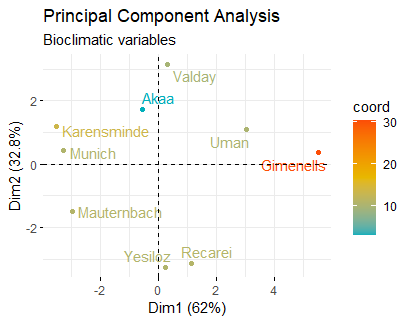 Principal Component Analysis
Bioclimatic variables
Valday
Akaa
Karensminde
Uman
Munich
Gimenells
Mauternbach
Yesiloz
Recarei
2
0
-2
-2
0
2
4
Dim1 (62%)
Dim2 (32.8%)
coord
30
20
10